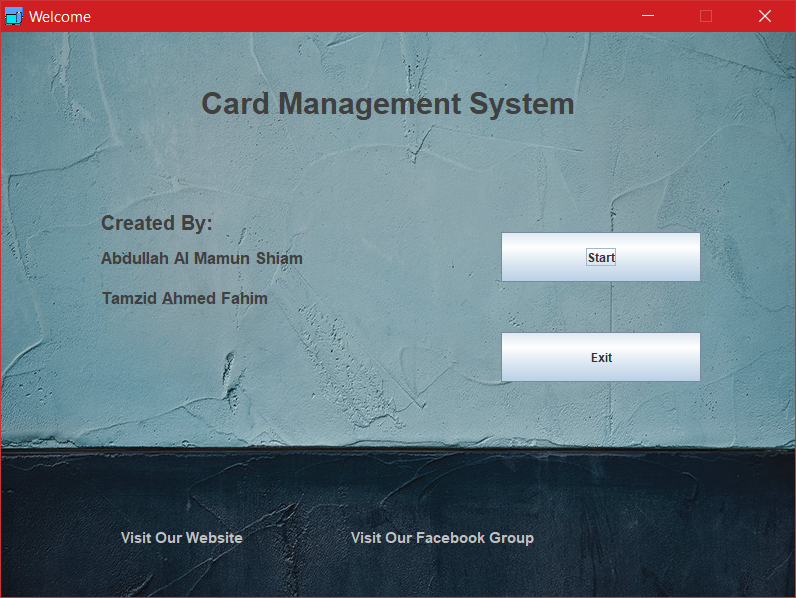 Welcome
Card Management System
Created By:
Abdullah Al Mamun Shiam
Tamzid Ahmed Fahim
Start
Exit
Visit Our Website
Visit Our Facebook Group